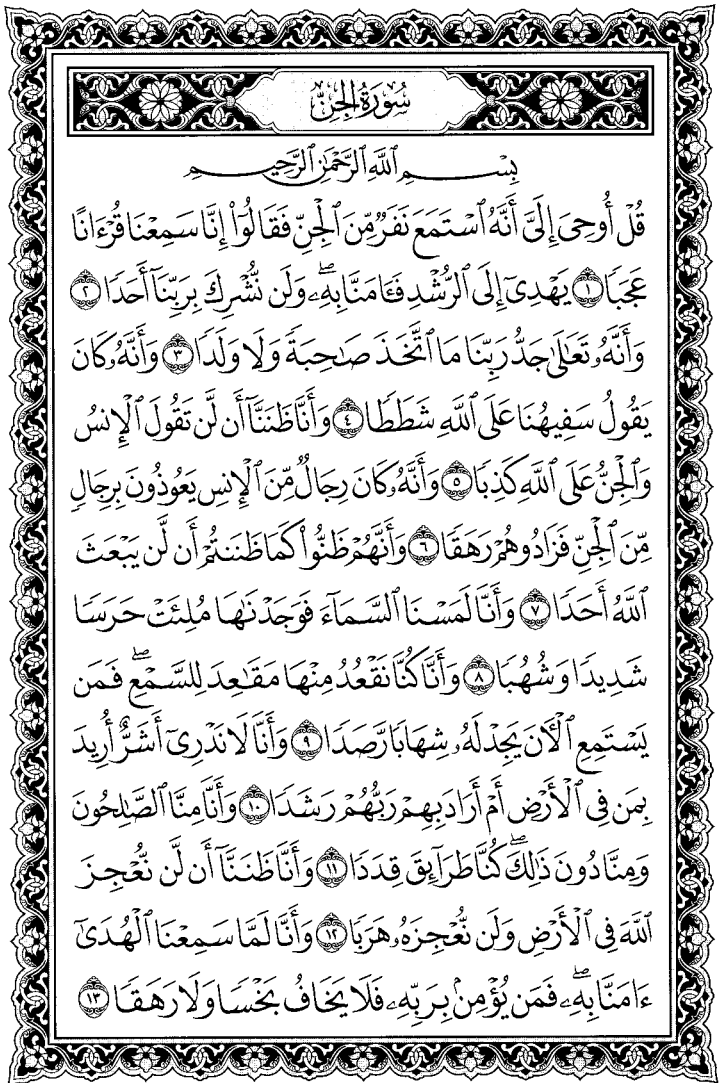 سُورَةُ الجِنِّ
بِسْمِ ٱللَّهِ ٱلرَّحْمَٰنِ ٱلرَّحِيمِ
قُلْ أُوحِىَ إِلَىَّ أَنَّهُ ٱسْتَمَعَ نَفَرٌ مِّنَ ٱلْجِنِّ فَقَالُوٓا۟ إِنَّا سَمِعْنَا قُرْءَانًا
عَجَبًا ١ يَهْدِىٓ إِلَى ٱلرُّشْدِ فَـَٔامَنَّا بِهِۦ ۖ وَلَن نُّشْرِكَ بِرَبِّنَآ أَحَدًا ٢
وَأَنَّهُۥ تَعَٰلَىٰ جَدُّ رَبِّنَا مَا ٱتَّخَذَ صَٰحِبَةً وَلَا وَلَدًا ٣ وَأَنَّهُۥ كَانَ
يَقُولُ سَفِيهُنَا عَلَى ٱللَّهِ شَطَطًا ٤ وَأَنَّا ظَنَنَّآ أَن لَّن تَقُولَ ٱلْإِنسُ
وَٱلْجِنُّ عَلَى ٱللَّهِ كَذِبًا ٥ وَأَنَّهُۥ كَانَ رِجَالٌ مِّنَ ٱلْإِنسِ يَعُوذُونَ بِرِجَالٍ
مِّنَ ٱلْجِنِّ فَزَادُوهُمْ رَهَقًا ٦ وَأَنَّهُمْ ظَنُّوا۟ كَمَا ظَنَنتُمْ أَن لَّن يَبْعَثَ
ٱللَّهُ أَحَدًا ٧ وَأَنَّا لَمَسْنَا ٱلسَّمَآءَ فَوَجَدْنَٰهَا مُلِئَتْ حَرَسًا
شَدِيدًا وَشُهُبًا ٨ وَأَنَّا كُنَّا نَقْعُدُ مِنْهَا مَقَٰعِدَ لِلسَّمْعِ ۖ فَمَن
يَسْتَمِعِ ٱلْـَٔانَ يَجِدْ لَهُۥ شِهَابًا رَّصَدًا ٩ وَأَنَّا لَا نَدْرِىٓ أَشَرٌّ أُرِيدَ
بِمَن فِى ٱلْأَرْضِ أَمْ أَرَادَ بِهِمْ رَبُّهُمْ رَشَدًا ١٠ وَأَنَّا مِنَّا ٱلصَّٰلِحُونَ
وَمِنَّا دُونَ ذَٰلِكَ ۖ كُنَّا طَرَآئِقَ قِدَدًا ١١ وَأَنَّا ظَنَنَّآ أَن لَّن نُّعْجِزَ
ٱللَّهَ فِى ٱلْأَرْضِ وَلَن نُّعْجِزَهُۥ هَرَبًا ١٢ وَأَنَّا لَمَّا سَمِعْنَا ٱلْهُدَىٰٓ
ءَامَنَّا بِهِۦ ۖ فَمَن يُؤْمِنۢ بِرَبِّهِۦ فَلَا يَخَافُ بَخْسًا وَلَا رَهَقًا ١٣